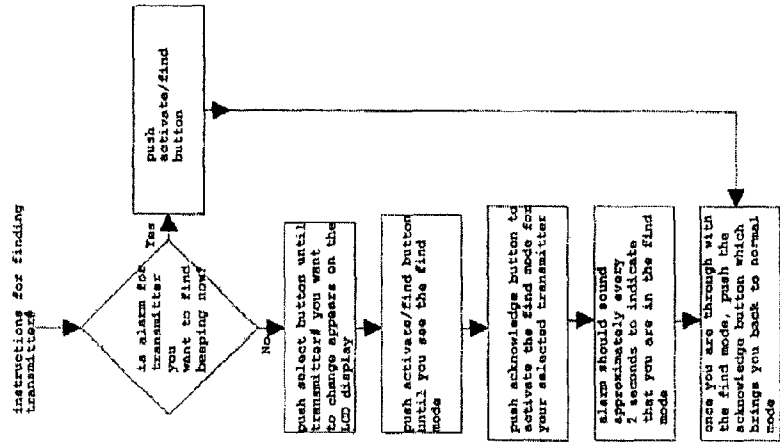 instructions for finding
transmitter#
is alarm for
transmitter
you
want to find
beeping now?
Yes
push
activate/find
button
No
push select button until
transmitter# you want
to change appears on the
LCD display
push activate/find button
until you see the find
mode
push acknowledge button to
activate the find mode for
your selected transmitter
alarm should sound
approximately every
2 seconds to indicate
that you are in the find
mode
once you are through with
the find mode, push the
acknowledge button which
brings you back to normal
mode